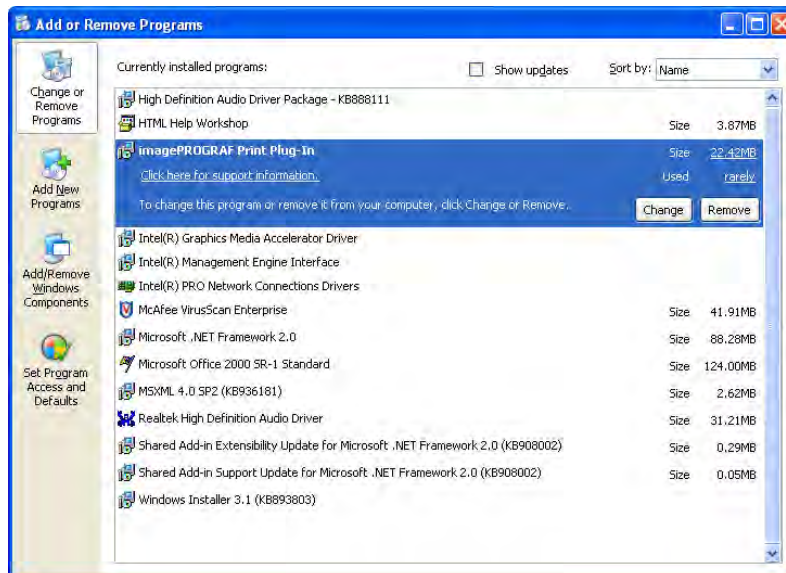 Add or Remove Programs
Change or
Remove
Programs
Add New
Programs
Add/Remove
Windows
Components
Set Program
Access and
Defaults
Currently installed programs:
Show updates
Sort by: Name
High Definition Audio Driver Package - KB888111
HTML Help Workshop Size 3.87MB
imagePROGRAF Print Plug-In Size 22.42MB
Click here for support information. Used rarely
To change this program or remove it from your computer, click Change or Remove. Change Remove
Intel(R) Graphics Media Accelerator Driver
Intel(R) Management Engine Interface
Intel(R) PRO Network Connections Drivers
McAfee VirusScan Enterprise Size 41.91MB
Microsoft .NET Framework 2.0 Size 88.28MB
Microsoft Office 2000 SR-1 Standard Size 124.00MB
MSXML 4.0 SP2 (KB936181) Size 2.62MB
Realtek High Definition Audio Driver Size 31.21MB
Shared Add-in Extensibility Update for Microsoft .NET Framework 2.0 (KB908002) Size 0.29MB
Shared Add-in Support Update for Microsoft .NET Framework 2.0 (KB908002) Size 0.05MB
Windows Installer 3.1 (KB893803)